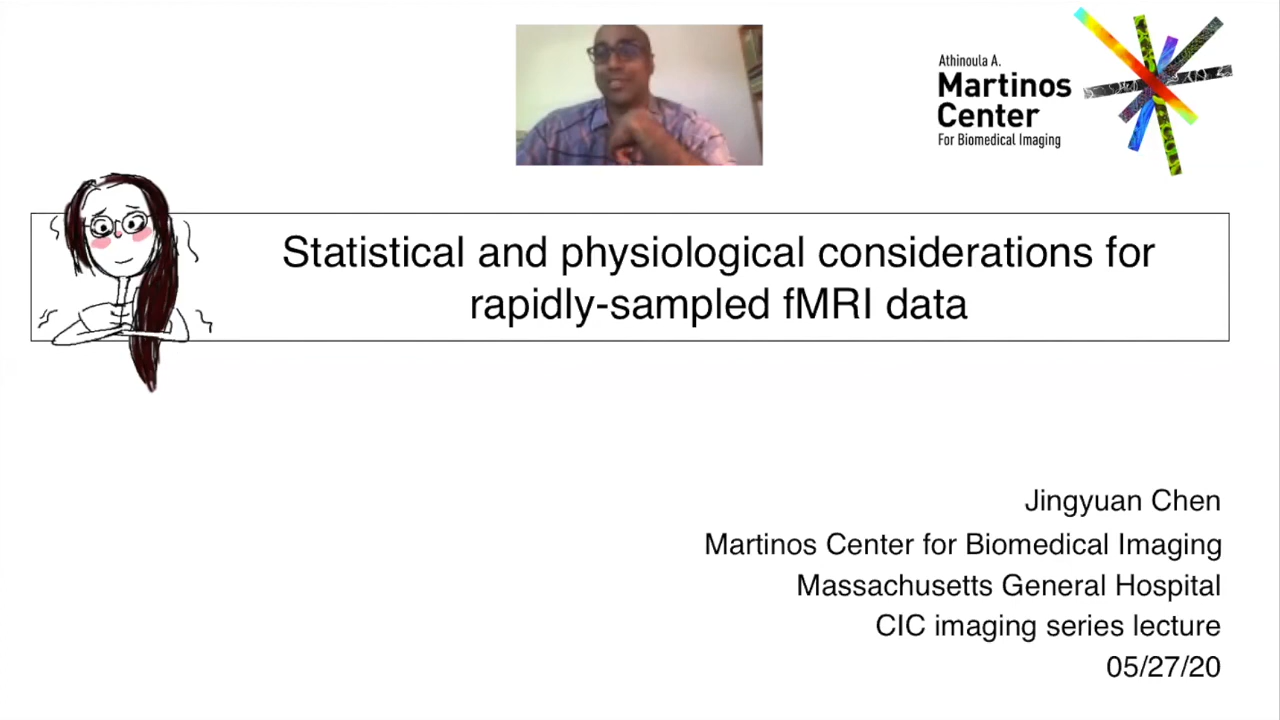 Athinoula A.
Martinos
Center
For Biomedical Imaging
Statistical and physiological considerations for
rapidly-sampled fMRI data
Jingyuan Chen
Martinos Center for Biomedical Imaging
Massachusetts General Hospital
CIC imaging series lecture
05/27/20